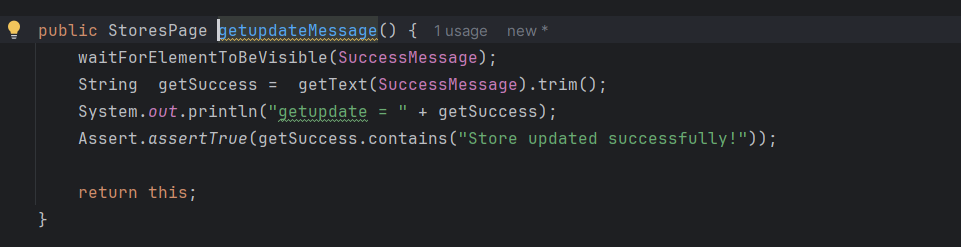 public StoresPage getupdateMessage() { 1 usage new *
waitForElementToBeVisible(SuccessMessage);
String  getSuccess =  getText(SuccessMessage).trim();
System.out.println("getupdate = " + getSuccess);
Assert.assertTrue(getSuccess.contains("Store updated successfully!"));
return this;
}